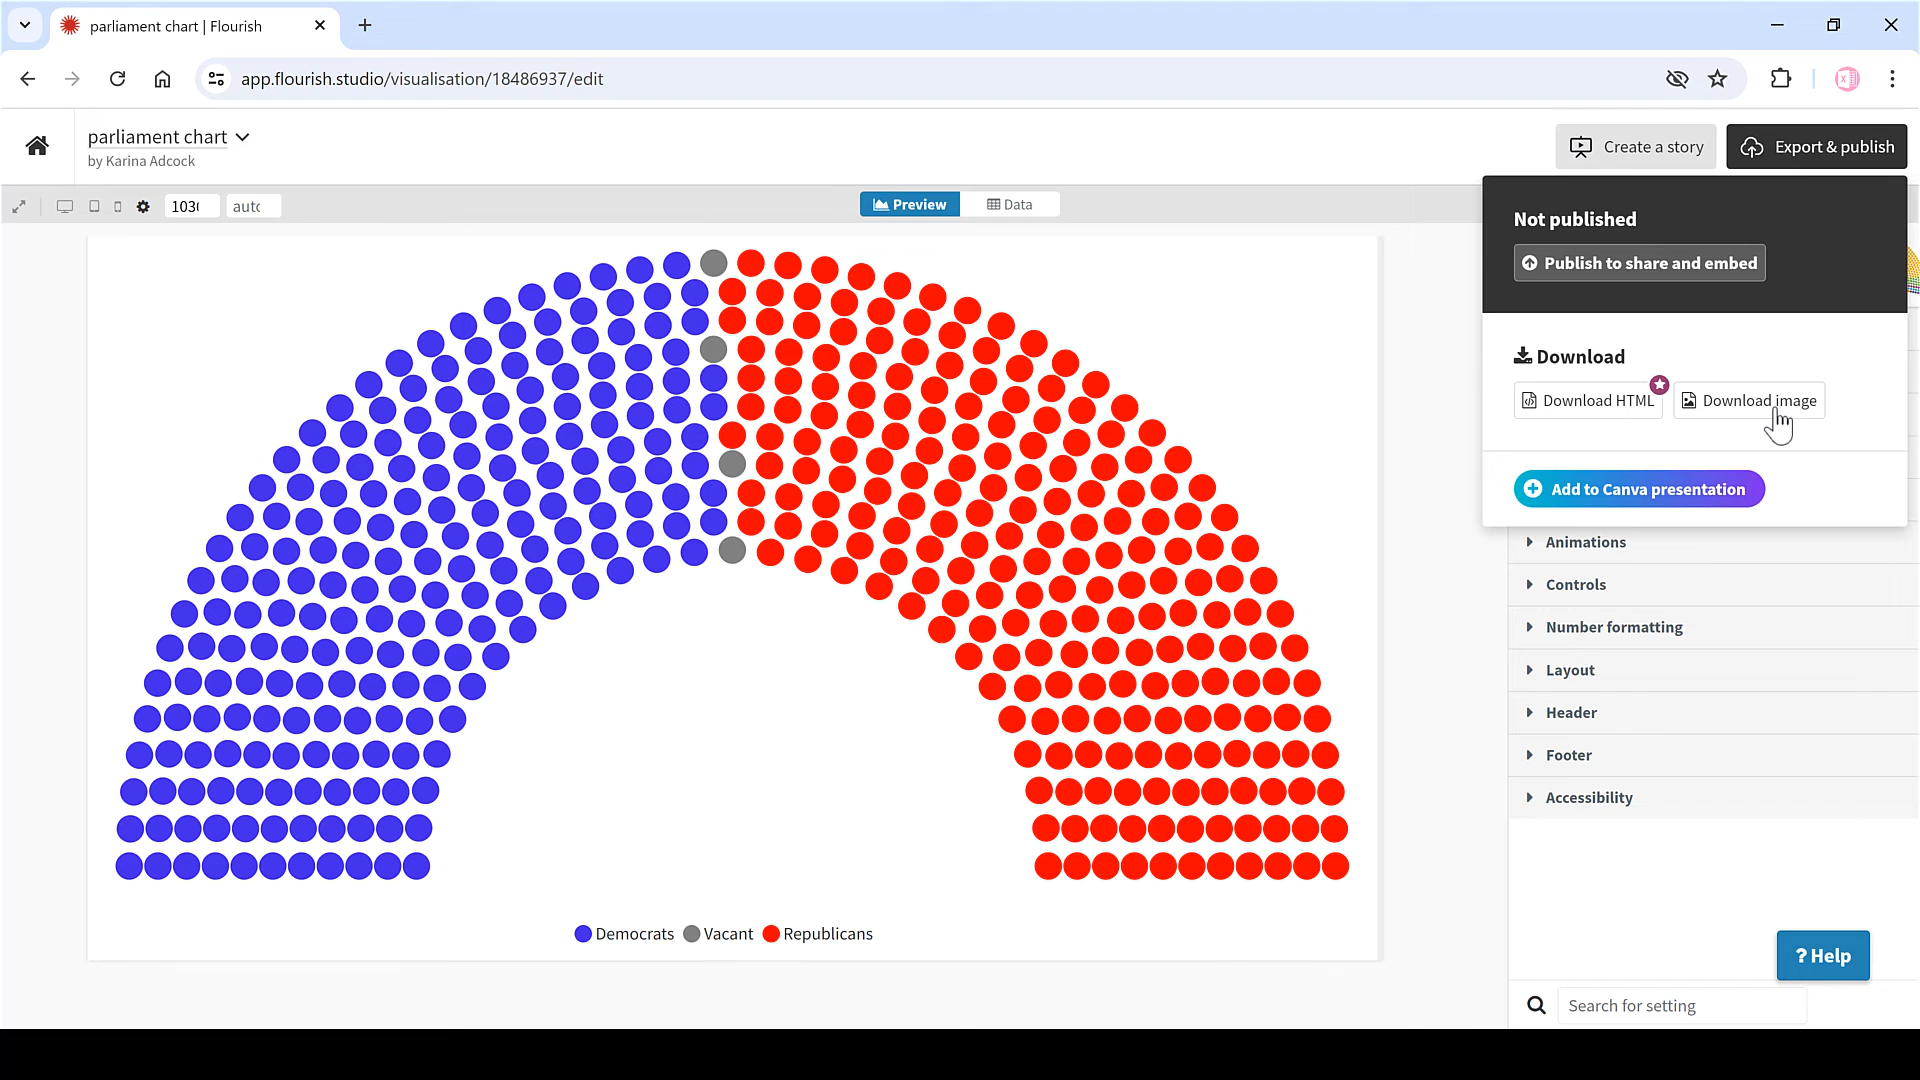 parliament chart | Flourish
app.flourish.studio/visualisation/18486937/edit
parliament chart
by Karina Adcock
Create a story
Export & publish
Preview
Data
Not published
Publish to share and embed
Download
Download HTML
Download image
Add to Canva presentation
Animations
Controls
Number formatting
Layout
Header
Footer
Accessibility
Democrats Vacant Republicans
? Help
Search for setting